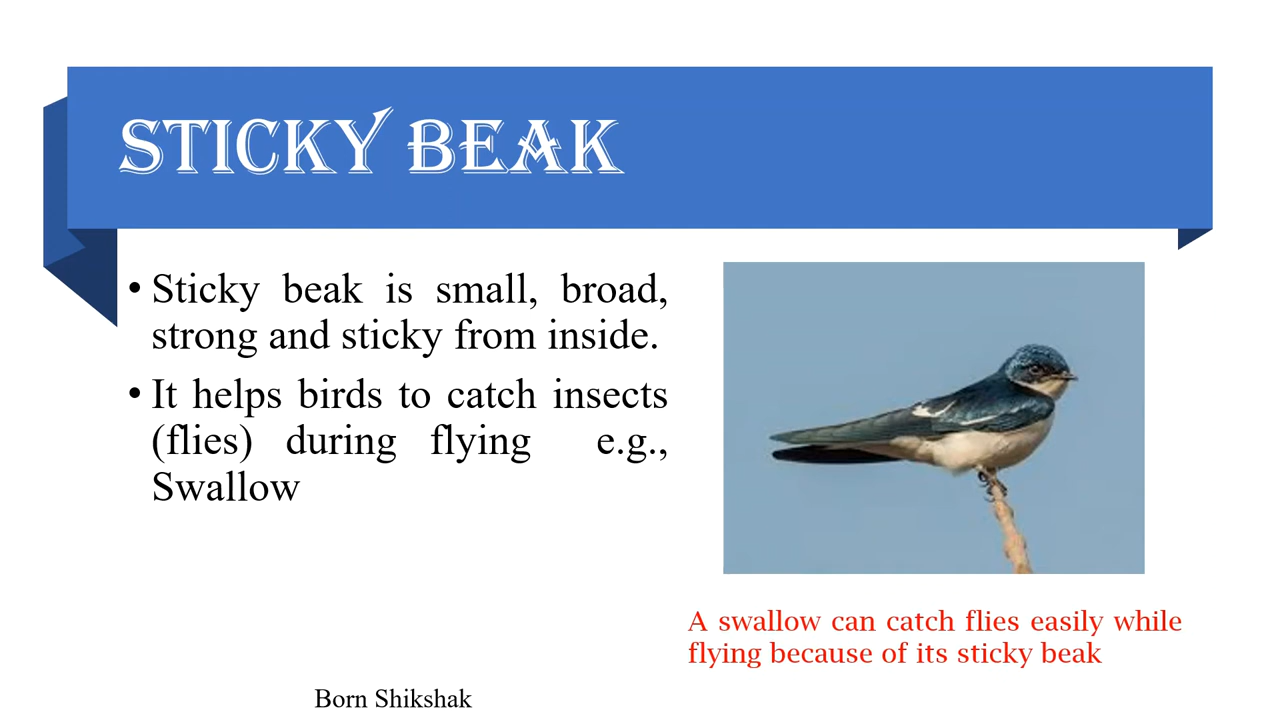 STICKY BEAK
• Sticky beak is small, broad,
strong and sticky from inside.
• It helps birds to catch insects
(flies) during flying e.g.,
Swallow
A swallow can catch flies easily while
flying because of its sticky beak
Born Shikshak